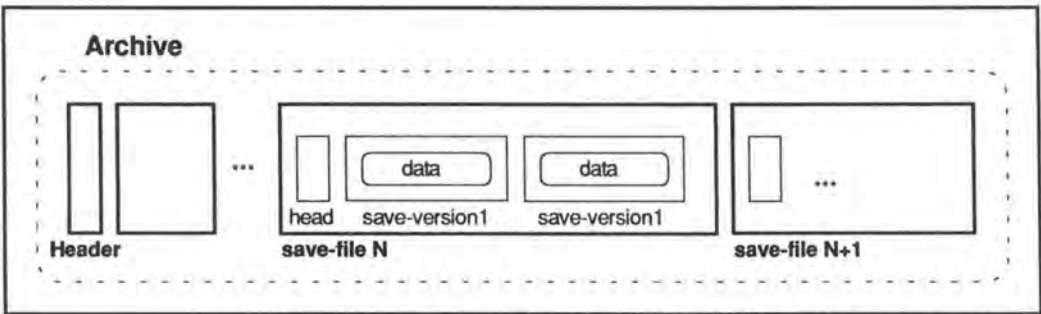 Archive
...
data data
...
head save-version1 save-version1
Header save-file N save-file N+1